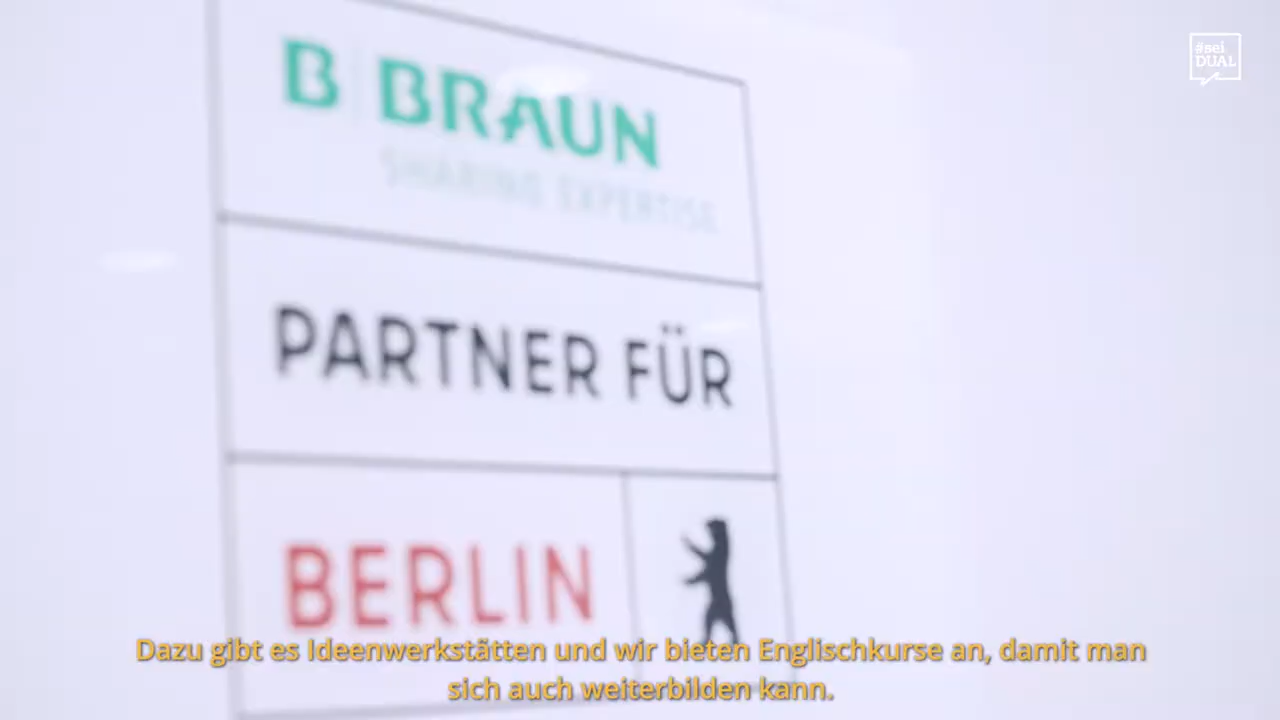 #sei
DUAL
B BRAUN
SHARING EXPERTISE
PARTNER FÜR
BERLIN
Dazu gibt es Ideenwerkstätten und wir bieten Englischkurse an, damit man
sich auch weiterbilden kann.